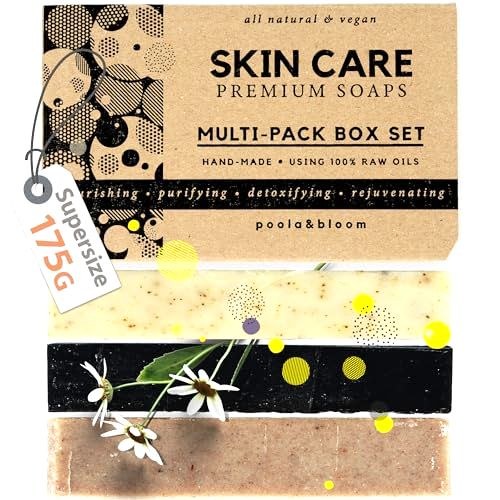 all natural & vegan
SKIN CARE
PREMIUM SOAPS
MULTI-PACK BOX SET
HAND-MADE • USING 100% RAW OILS
urishing • purifying • detoxifying • rejuvenating
poola&bloom
Supersize
175G